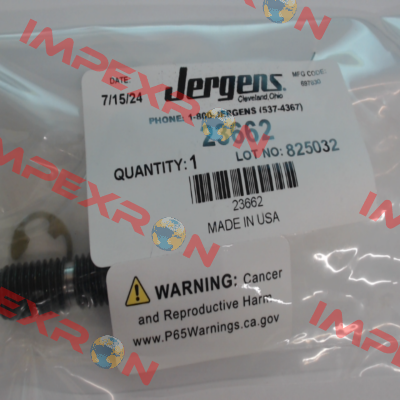 DATE:
7/15/24
Jergens
Cleveland, Ohio
MFG CODE:
PHONE: 1-800-JERGENS (537-4367)
23662
QUANTITY: 1
LOT NO: 825032
23662
MADE IN USA
WARNING: Cancer
and Reproductive Harm
www.P65Warnings.ca.gov
IMPEXRON
IMPEXRON
IMPEXRON
IMPEXRON
IMPEXRON